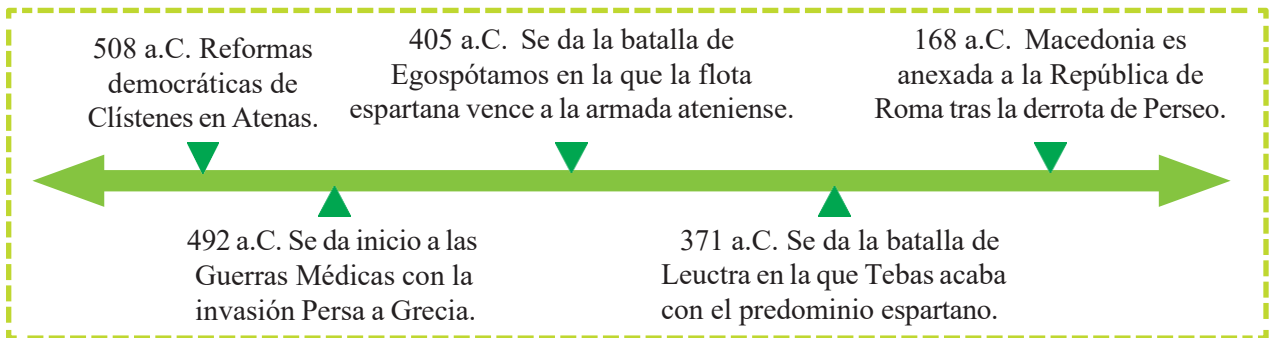 508 a.C. Reformas
democráticas de
Clístenes en Atenas.
405 a.C. Se da la batalla de
Egospótamos en la que la flota
espartana vence a la armada ateniense.
168 a.C. Macedonia es
anexada a la República de
Roma tras la derrota de Perseo.
492 a.C. Se da inicio a las
Guerras Médicas con la
invasión Persa a Grecia.
371 a.C. Se da la batalla de
Leuctra en la que Tebas acaba
con el predominio espartano.